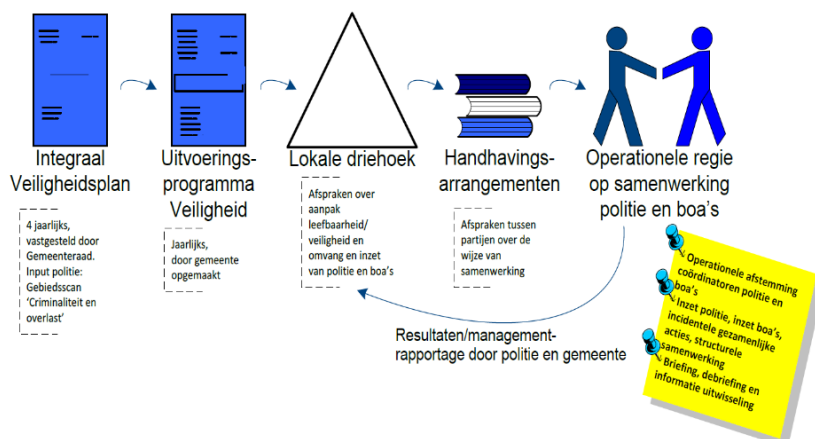 Integraal
Veiligheidsplan
4 jaarlijks,
vastgesteld door
Gemeenteraad.
Input politie:
Gebiedsscan
‘Criminaliteit en
overlast’
Uitvoerings-
programma
Veiligheid
Jaarlijks,
door gemeente
opgemaakt
Lokale driehoek
Afspraken over
aanpak
leefbaarheid/
veiligheid en
omvang en inzet
van politie en boa’s
Handhavings-
arrangementen
Afspraken tussen
partijen over de
wijze van
samenwerking
Operationele regie
op samenwerking
politie en boa’s
Operationele afstemming
coördinatoren politie en
boa’s
Inzet politie, inzet boa’s,
incidentele gezamenlijke
acties, structurele
samenwerking
Briefing, debriefing en
informatie uitwisseling
Resultaten/management-
rapportage door politie en gemeente